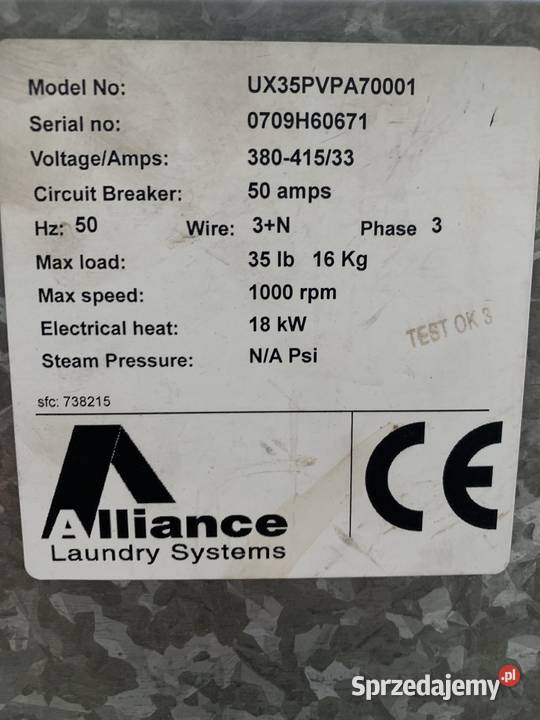 Model No: UX35PVPA70001
Serial no: 0709H60671
Voltage/Amps: 380-415/33
Circuit Breaker: 50 amps
Hz: 50 Wire: 3+N Phase 3
Max load: 35 lb 16 Kg
Max speed: 1000 rpm
Electrical heat: 18 kW
TEST OK 3
Steam Pressure: N/A Psi
sfc: 738215
Alliance
Laundry Systems
CE
Sprzedajemy.pl